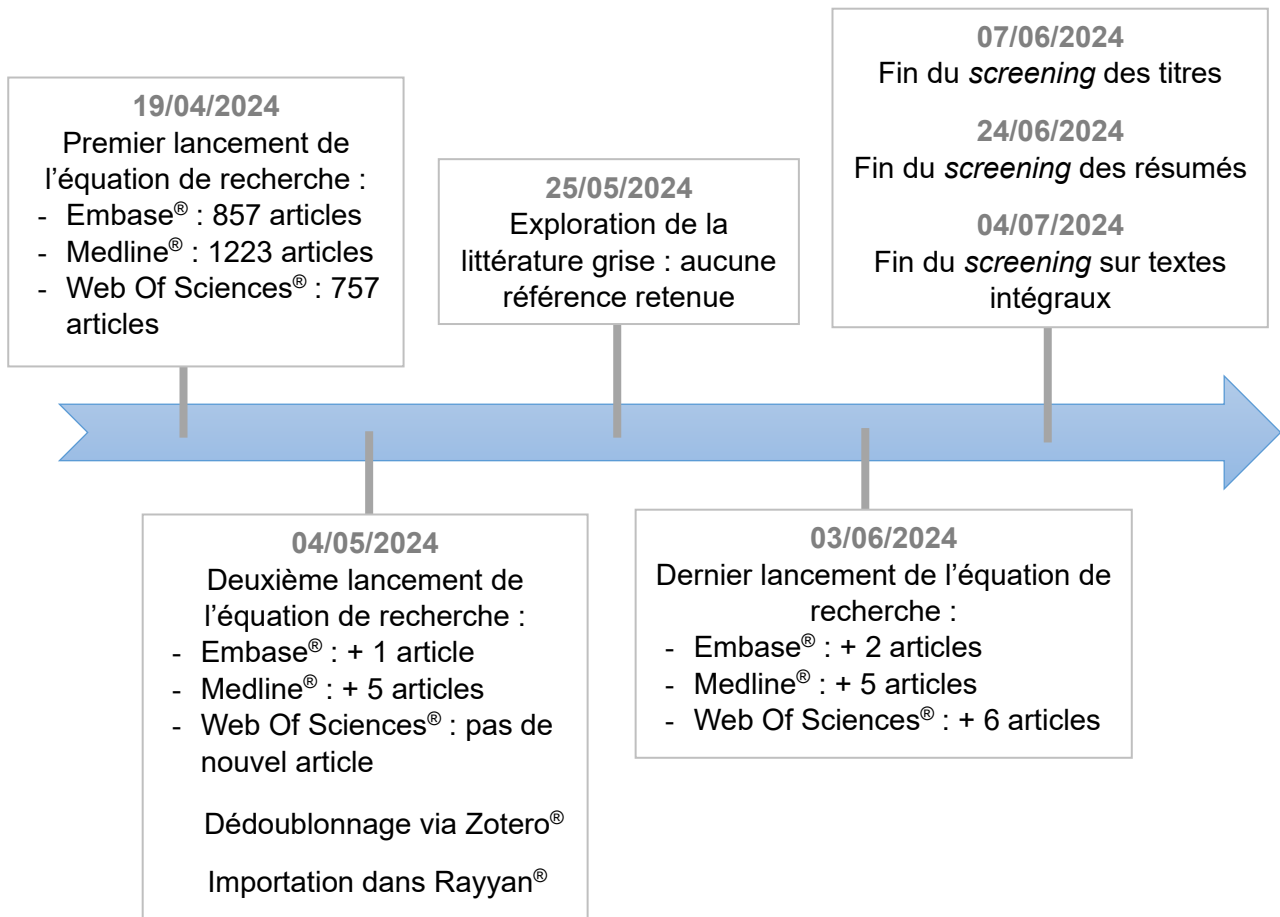 19/04/2024
Premier lancement de
l’équation de recherche :
- Embase® : 857 articles
- Medline® : 1223 articles
- Web Of Sciences® : 757
articles
04/05/2024
Deuxième lancement de
l’équation de recherche :
- Embase® : + 1 article
- Medline® : + 5 articles
- Web Of Sciences® : pas de
nouvel article
Dédoublonnage via Zotero®
Importation dans Rayyan®
25/05/2024
Exploration de la
littérature grise : aucune
référence retenue
03/06/2024
Dernier lancement de l’équation de
recherche :
- Embase® : + 2 articles
- Medline® : + 5 articles
- Web Of Sciences® : + 6 articles
07/06/2024
Fin du screening des titres
24/06/2024
Fin du screening des résumés
04/07/2024
Fin du screening sur textes
intégraux